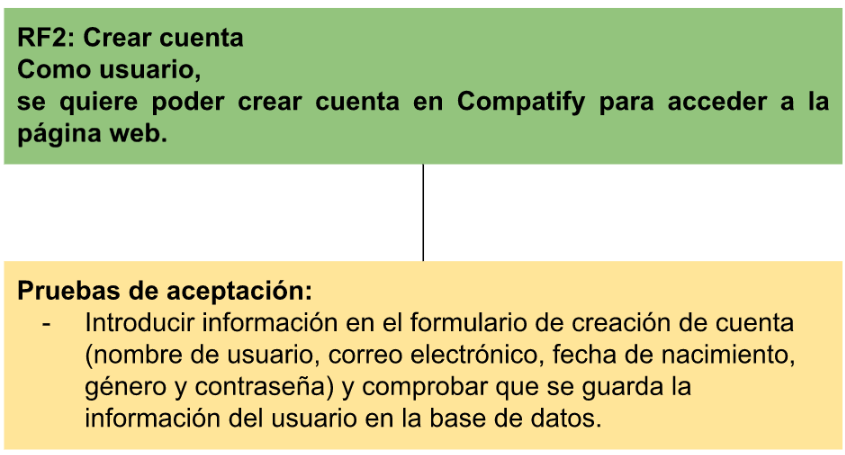 RF2: Crear cuenta
Como usuario,
se quiere poder crear cuenta en Compatify para acceder a la
página web.
Pruebas de aceptación:
- Introducir información en el formulario de creación de cuenta
(nombre de usuario, correo electrónico, fecha de nacimiento,
género y contraseña) y comprobar que se guarda la
información del usuario en la base de datos.